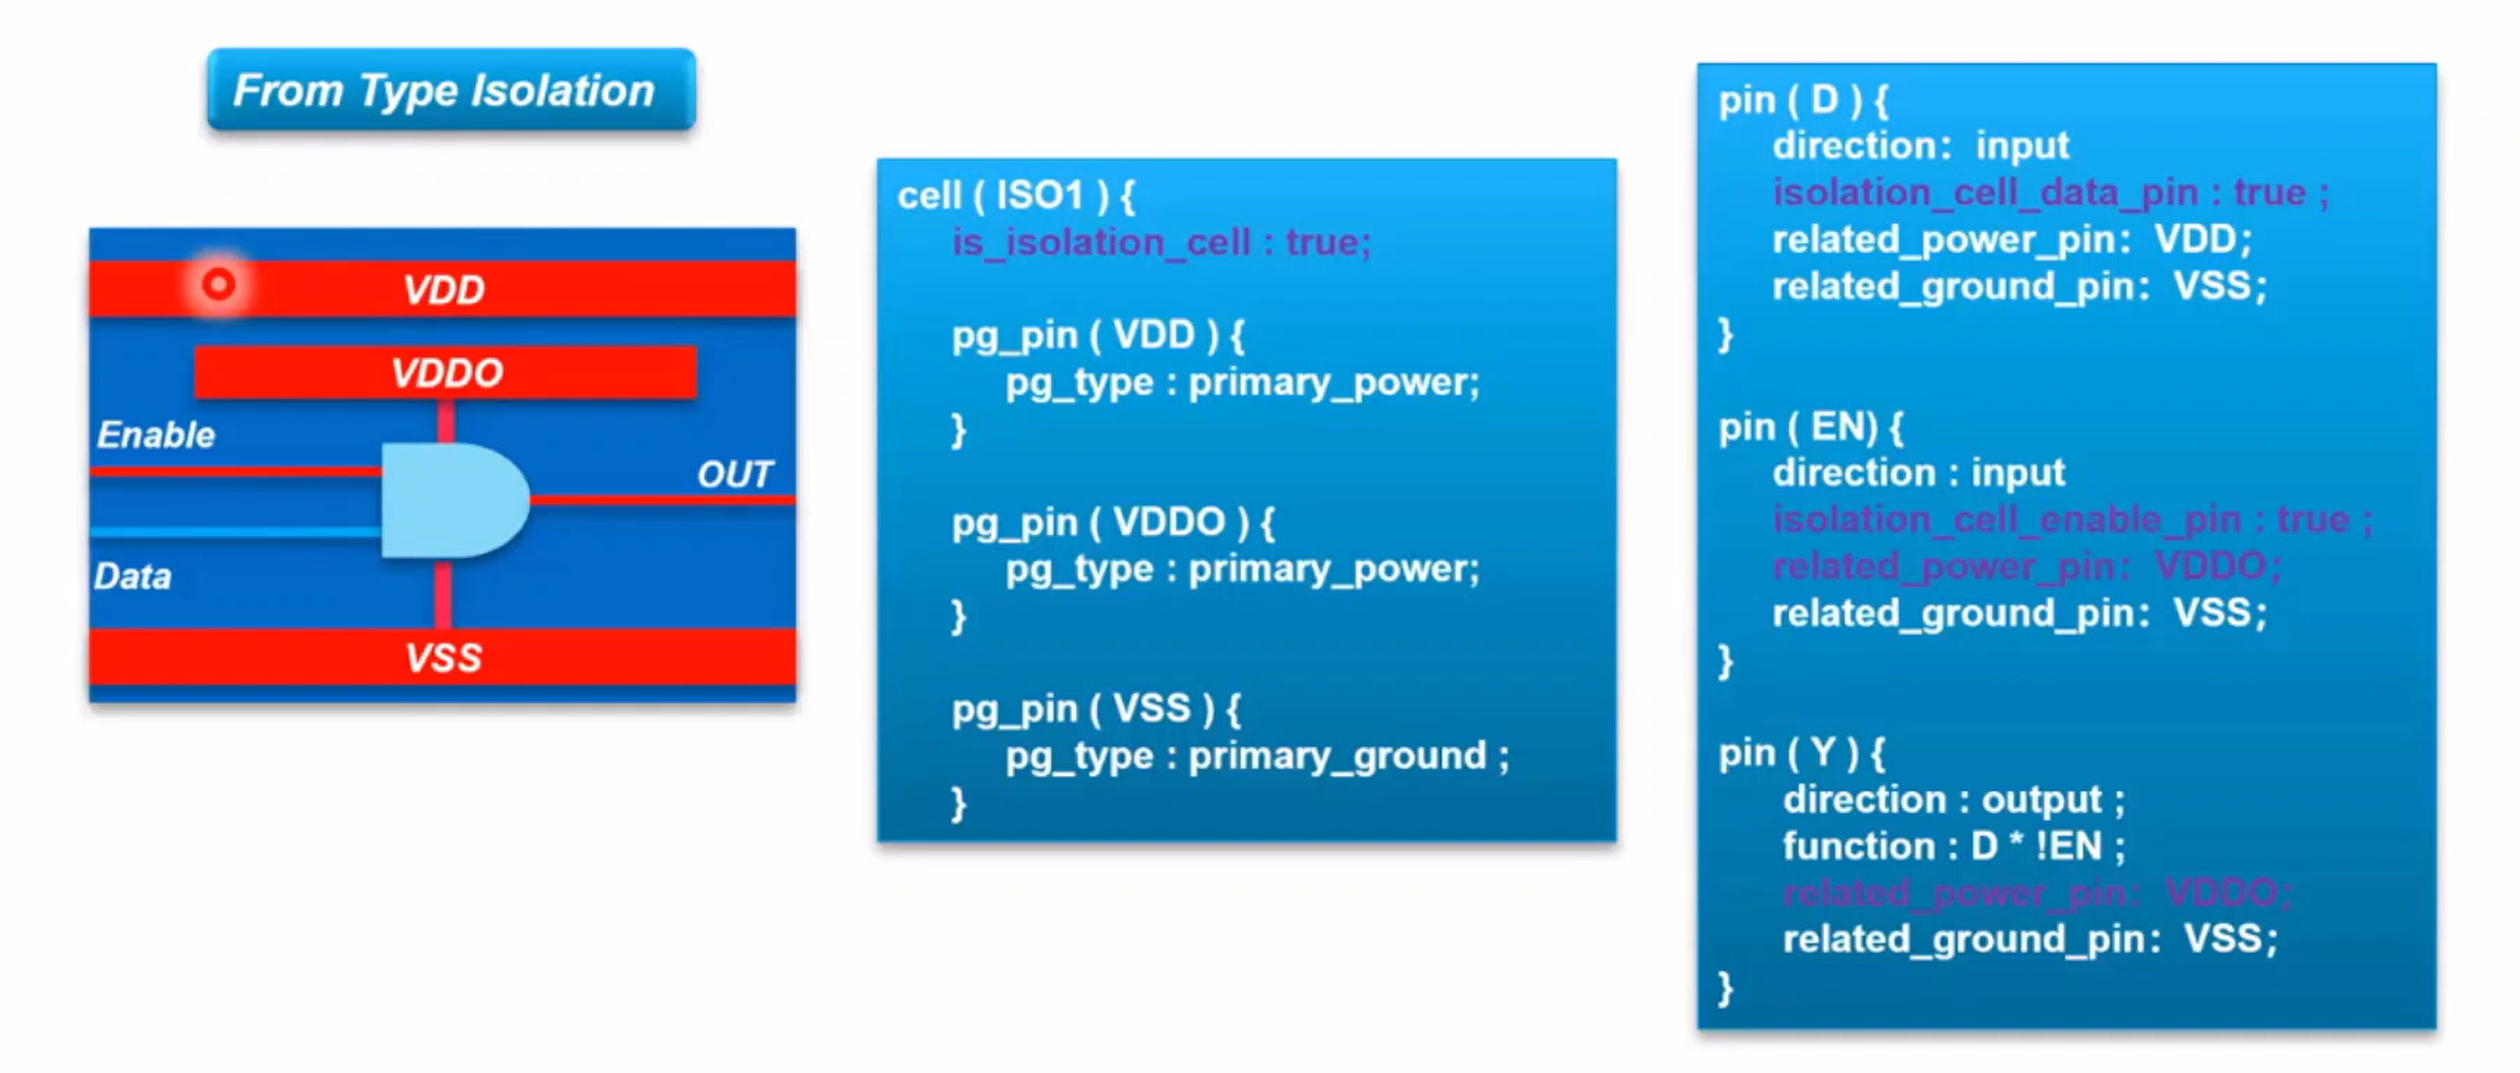 From Type Isolation
VDD
VDDO
Enable
OUT
Data
VSS
cell ( ISO1 ) {
is_isolation_cell : true;
pg_pin ( VDD ) {
pg_type : primary_power;
}
pg_pin ( VDDO ) {
pg_type : primary_power;
}
pg_pin ( VSS ) {
pg_type : primary_ground ;
}
pin ( D ) {
direction: input
isolation_cell_data_pin : true ;
related_power_pin: VDD;
related_ground_pin: VSS;
}
pin ( EN) {
direction : input
isolation_cell_enable_pin : true ;
related_power_pin: VDDO;
related_ground_pin: VSS;
}
pin ( Y ) {
direction : output ;
function : D * !EN ;
related_power_pin: VDDO;
related_ground_pin: VSS;
}